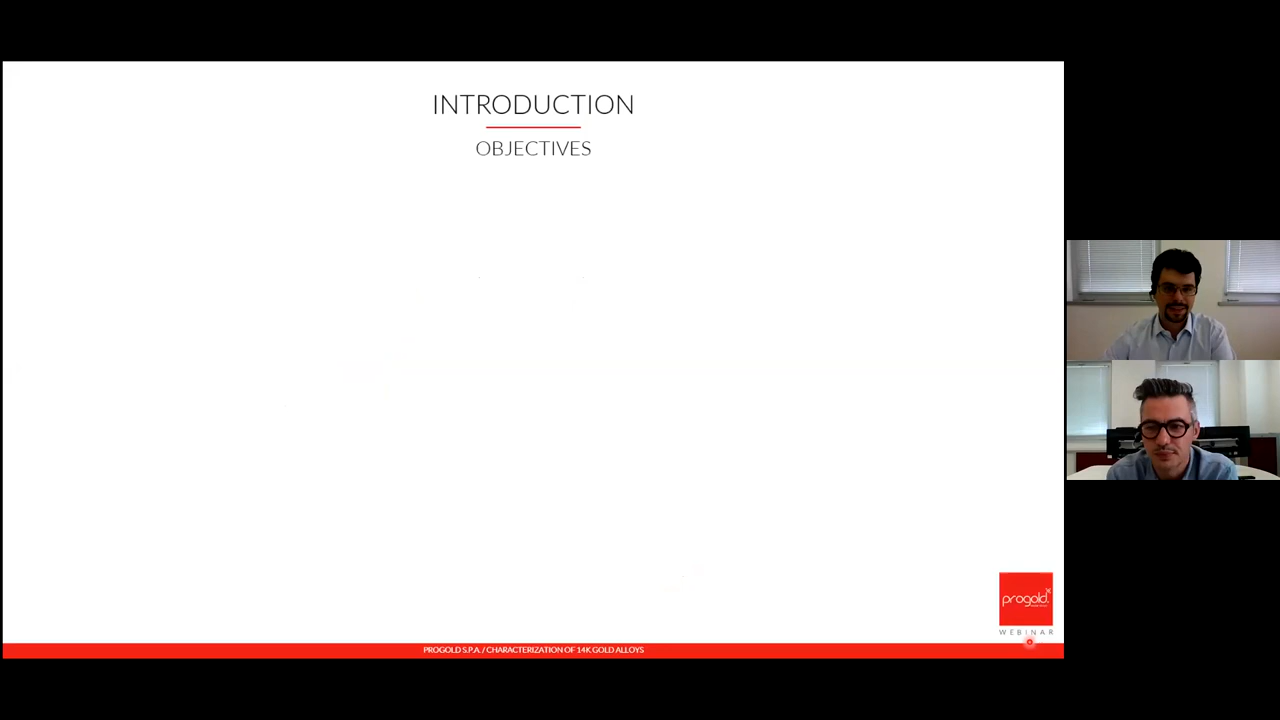 INTRODUCTION
OBJECTIVES
progold.
WEBINAR
PROGOLD S.P.A. / CHARACTERIZATION OF 14K GOLD ALLOYS